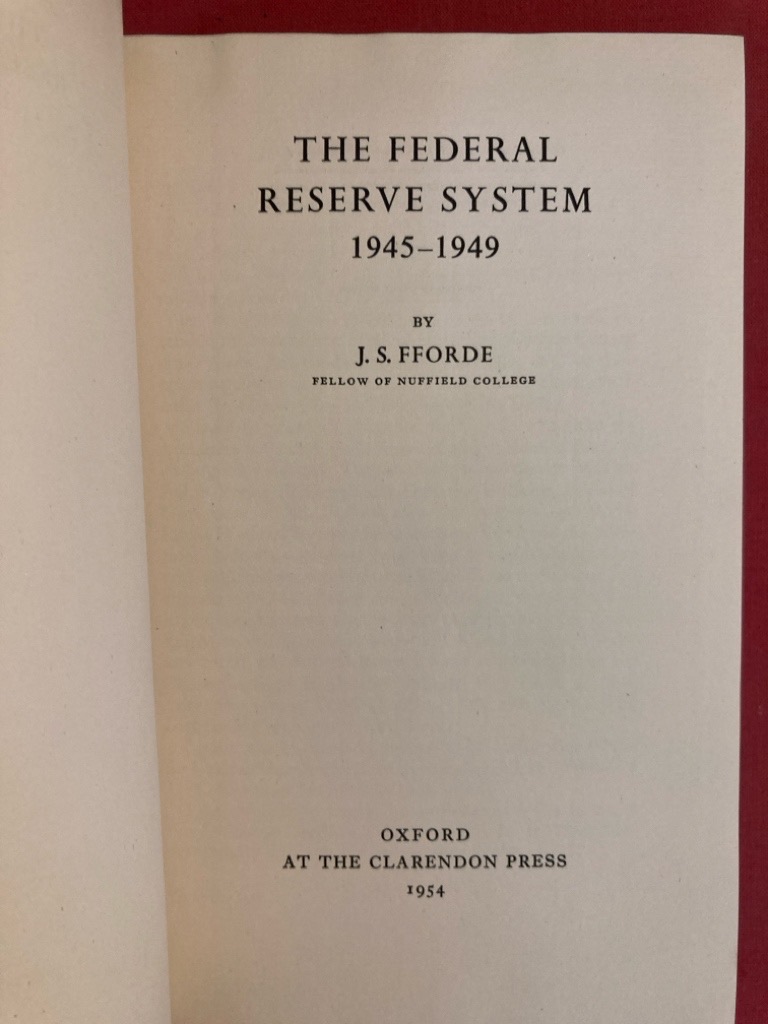 THE FEDERAL
RESERVE SYSTEM
1945–1949
BY
J. S. FFORDE
FELLOW OF NUFFIELD COLLEGE
OXFORD
AT THE CLARENDON PRESS
1954